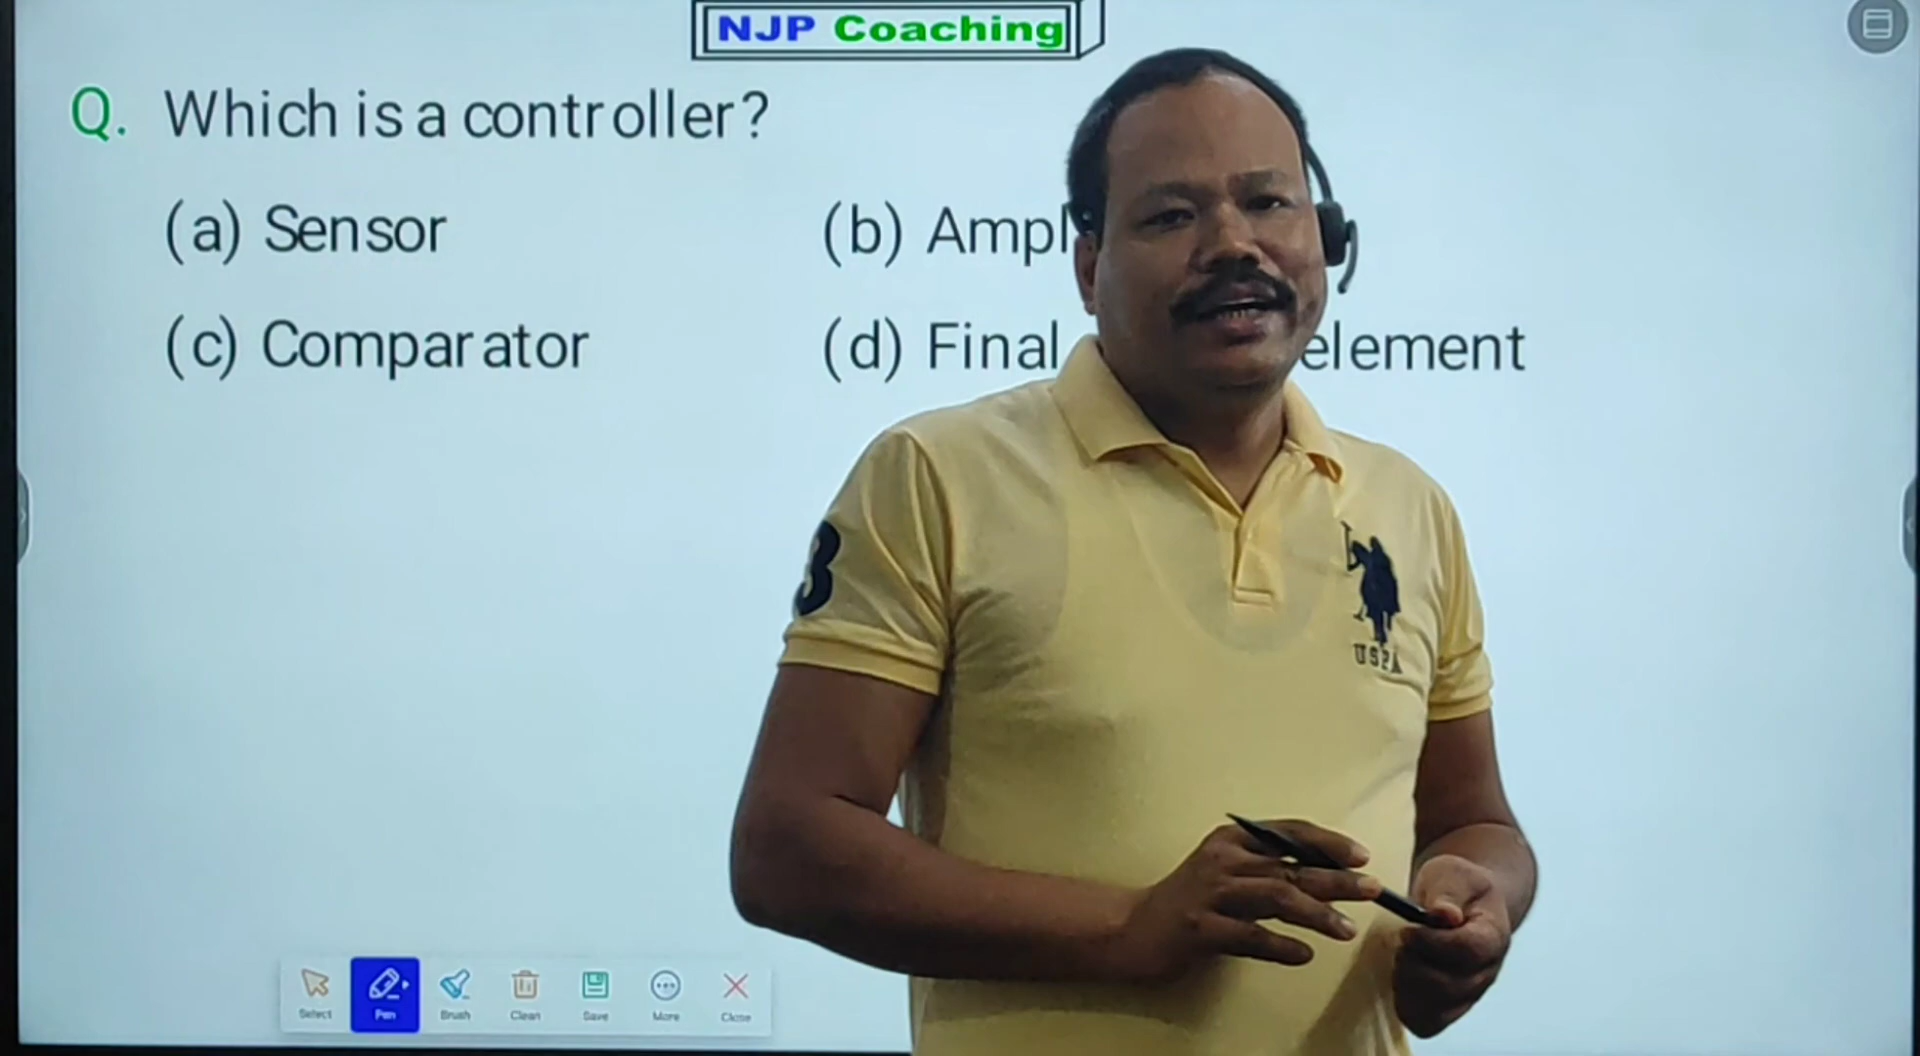 NJP Coaching
Q. Which is a controller?
(a) Sensor
(b) Ampl
(c) Comparator
(d) Final element
3
USPA
Select
Pen
Brush
Clean
Save
More
Close